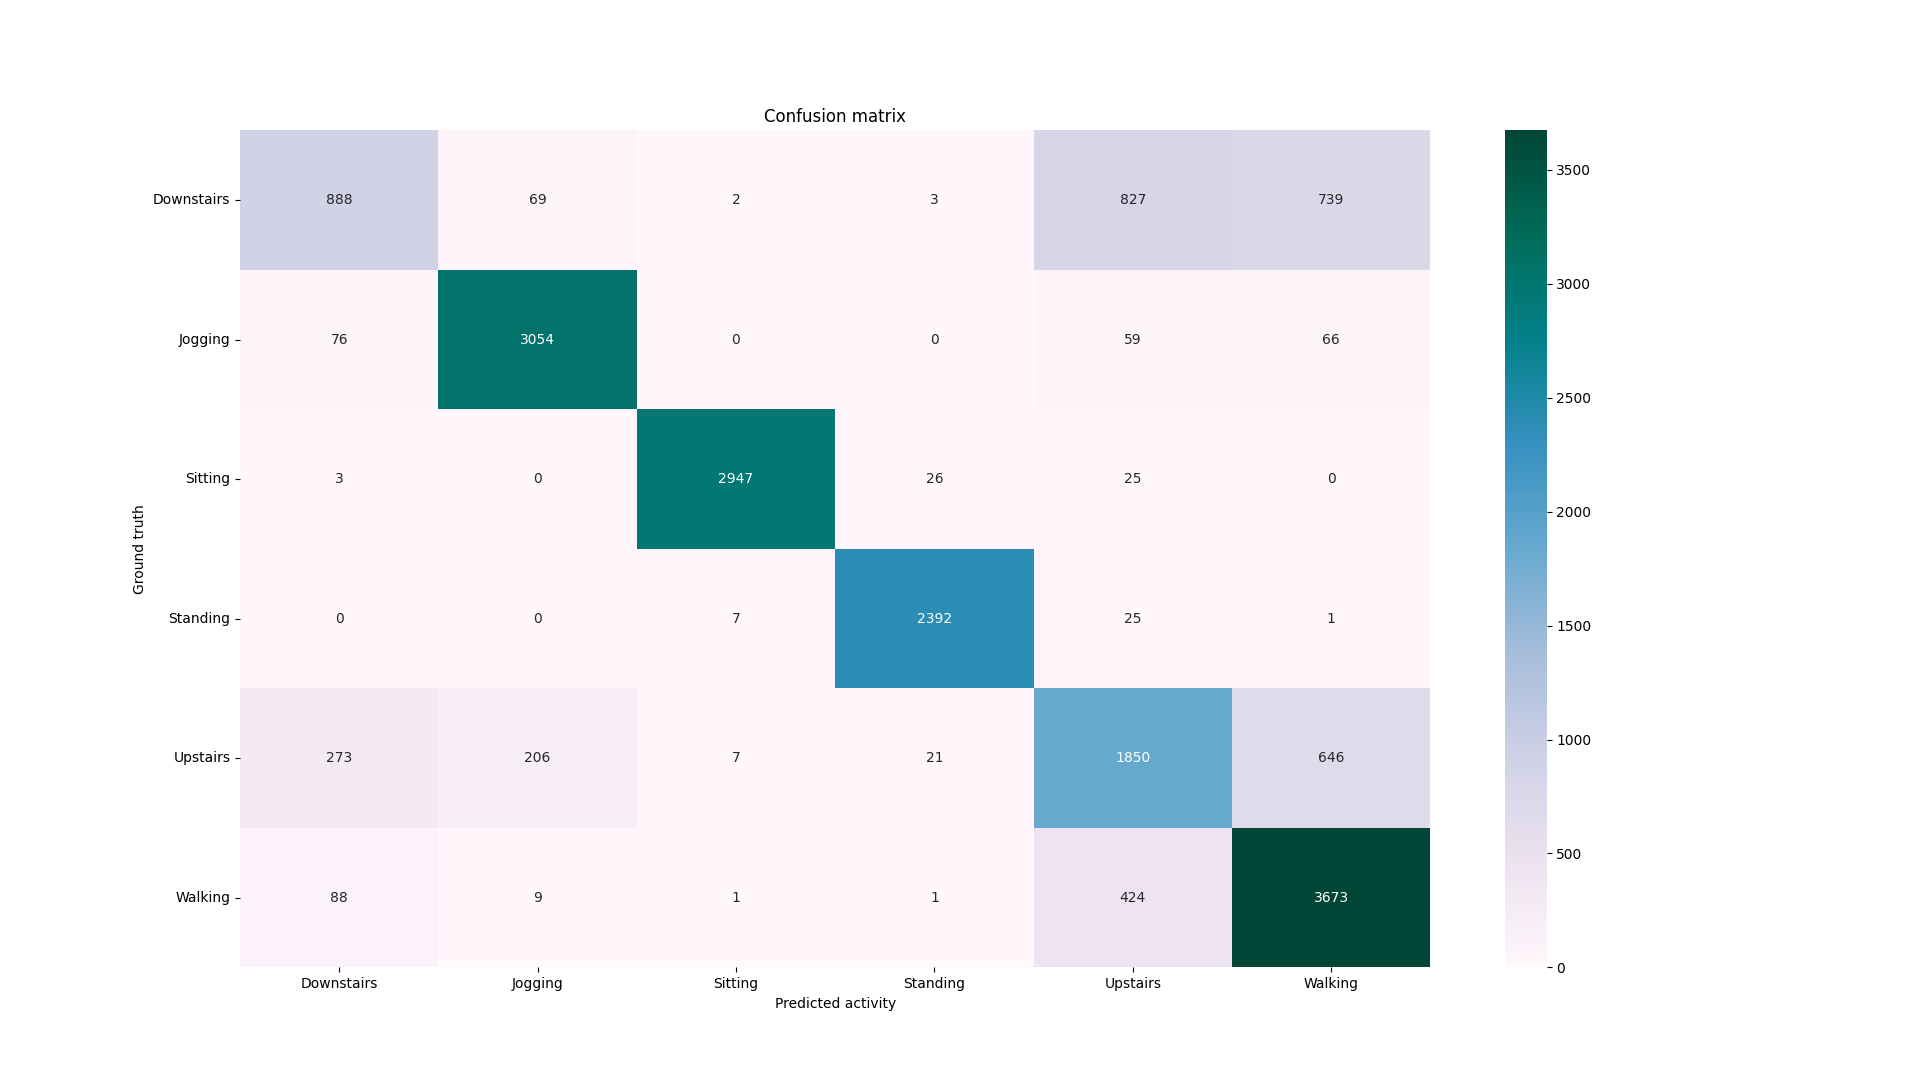 Confusion matrix
Downstairs 888 69 2 3 827 739
Jogging 76 3054 0 0 59 66
Sitting 3 0 2947 26 25 0
Standing 0 0 7 2392 25 1
Upstairs 273 206 7 21 1850 646
Walking 88 9 1 1 424 3673
Downstairs Jogging Sitting Standing Upstairs Walking
Predicted activity
Ground truth
3500
3000
2500
2000
1500
1000
500
0